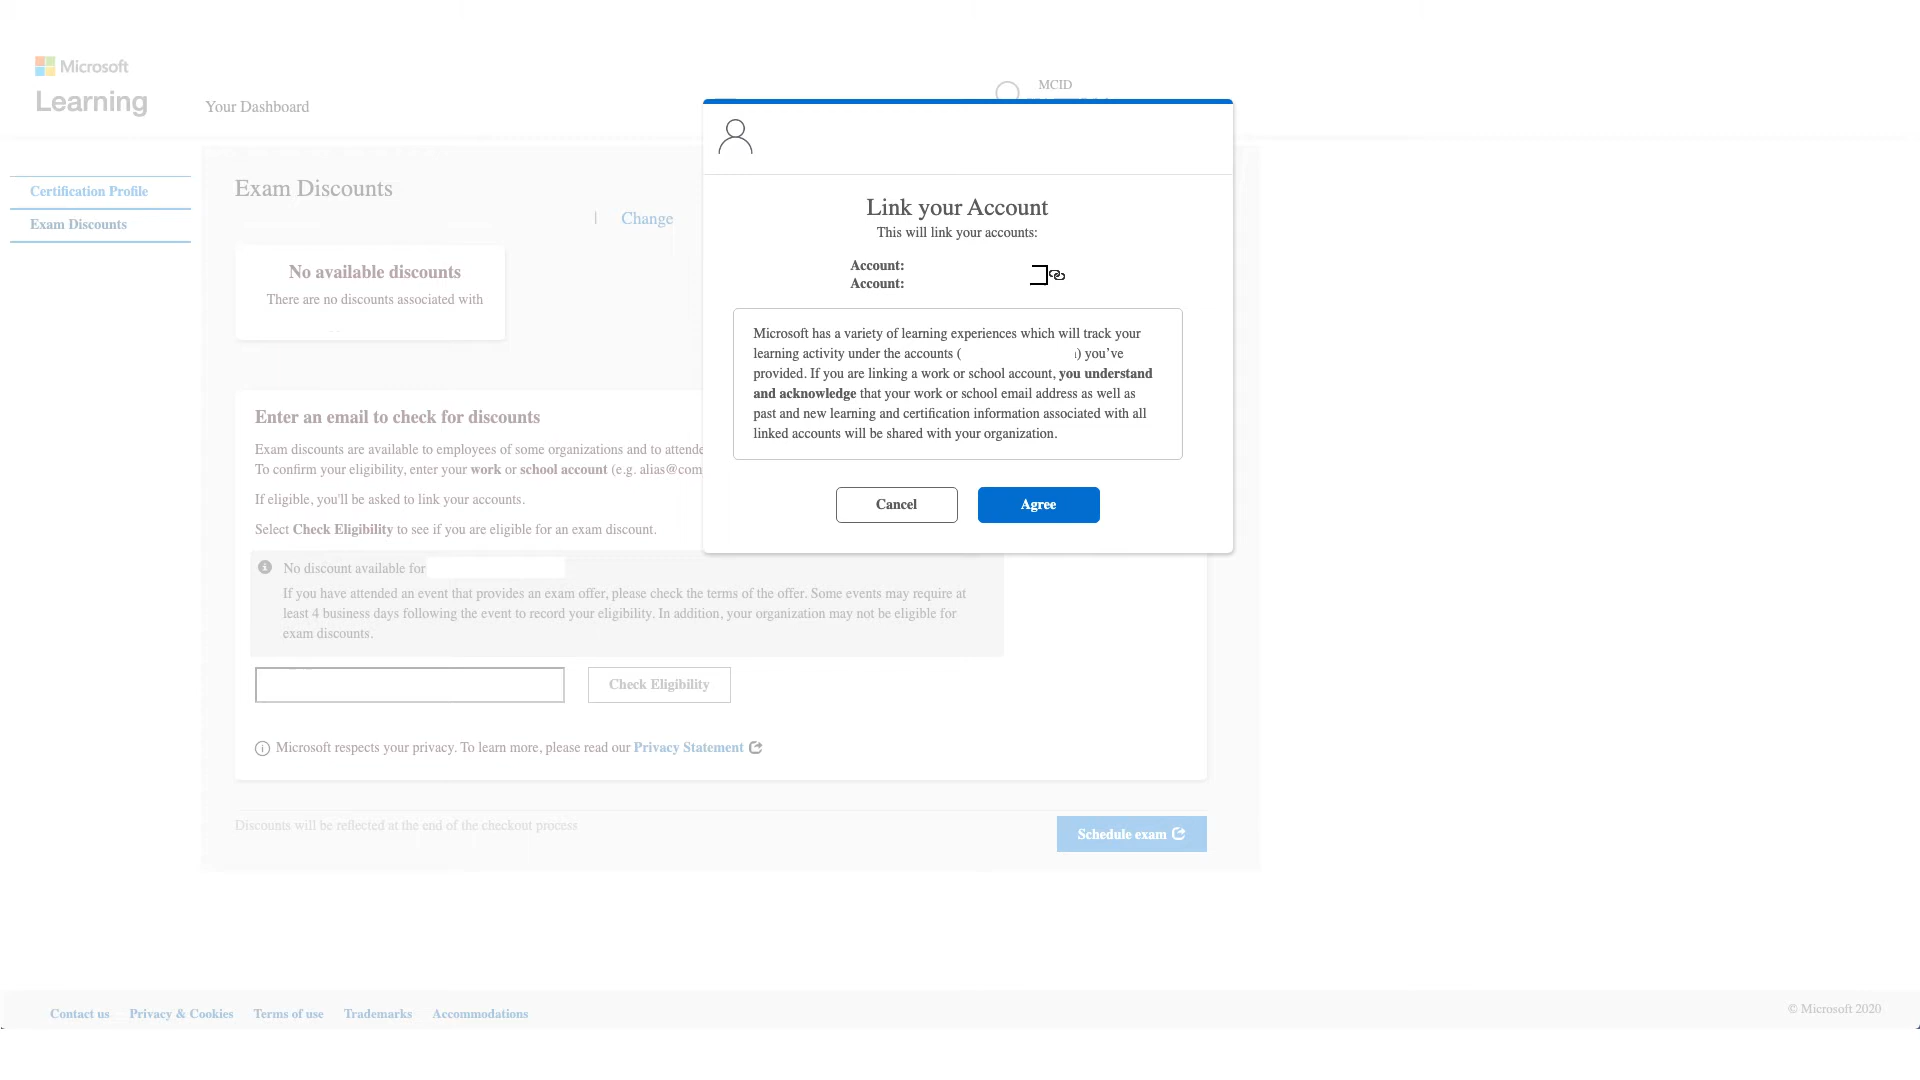 Microsoft
Learning
Your Dashboard
MCID
Certification Profile
Exam Discounts
Exam Discounts
| Change
No available discounts
There are no discounts associated with
Enter an email to check for discounts
Exam discounts are available to employees of some organizations and to attende
To confirm your eligibility, enter your work or school account (e.g. alias@com
If eligible, you'll be asked to link your accounts.
Select Check Eligibility to see if you are eligible for an exam discount.
No discount available for
If you have attended an event that provides an exam offer, please check the terms of the offer. Some events may require at
least 4 business days following the event to record your eligibility. In addition, your organization may not be eligible for
exam discounts.
Check Eligibility
Microsoft respects your privacy. To learn more, please read our Privacy Statement
Discounts will be reflected at the end of the checkout process
Schedule exam
Link your Account
This will link your accounts:
Account:
Account:
Microsoft has a variety of learning experiences which will track your
learning activity under the accounts ( ) you’ve
provided. If you are linking a work or school account, you understand
and acknowledge that your work or school email address as well as
past and new learning and certification information associated with all
linked accounts will be shared with your organization.
Cancel
Agree
Contact us Privacy & Cookies Terms of use Trademarks Accommodations
© Microsoft 2020